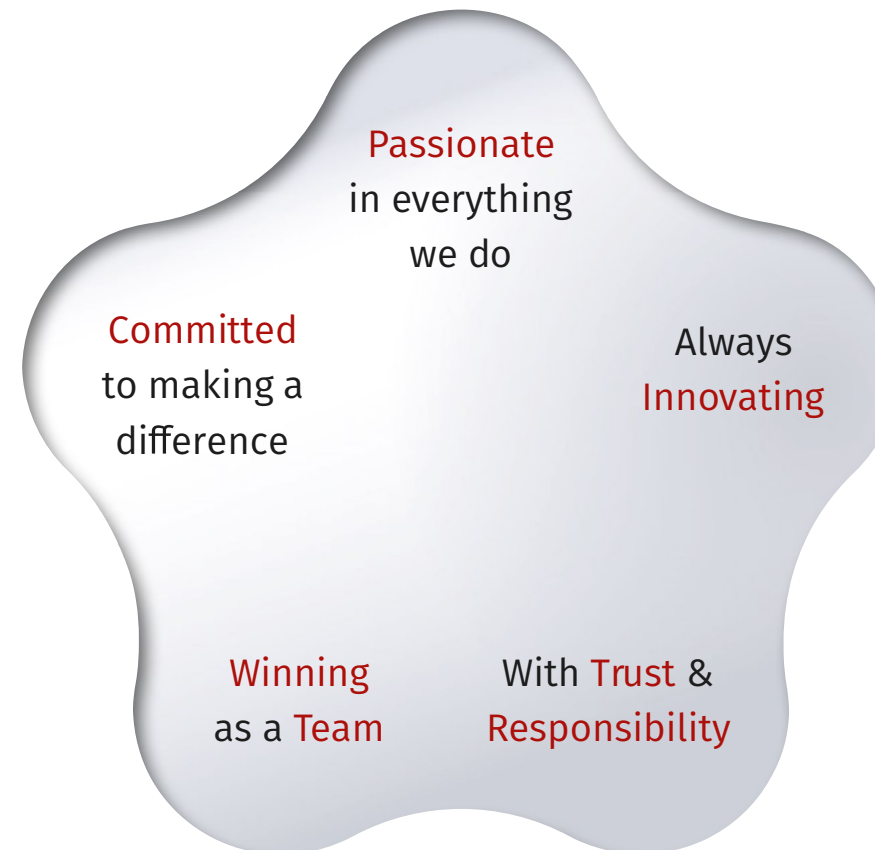 Passionate
in everything
we do
Committed
to making a
difference
Always
Innovating
Winning
as a Team
With Trust &
Responsibility